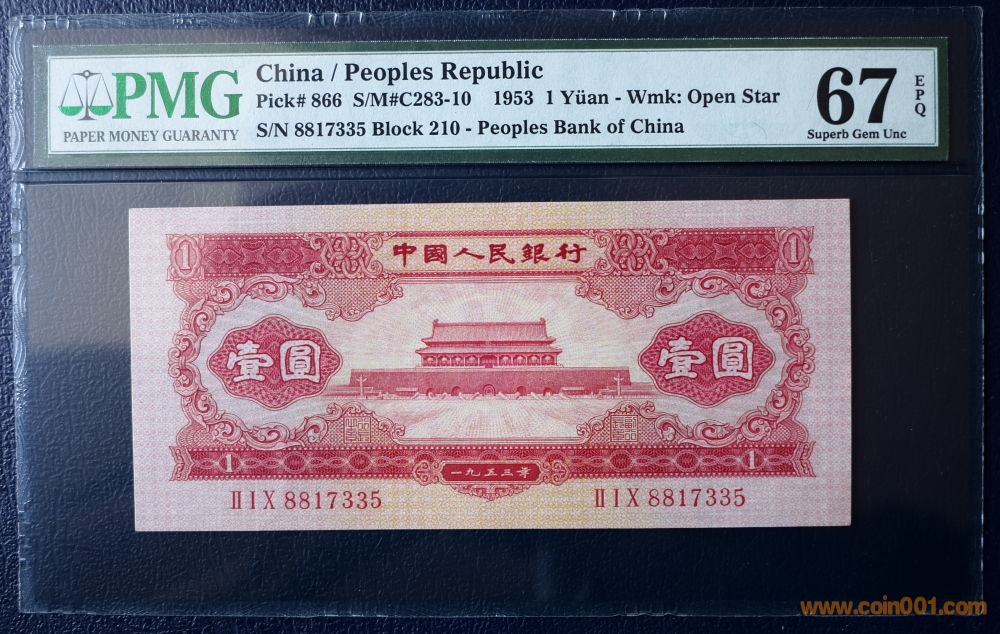 PMG
PAPER MONEY GUARANTY
China / Peoples Republic
Pick# 866 S/M#C283-10 1953 1 Yüan - Wmk: Open Star
S/N 8817335 Block 210 - Peoples Bank of China
67
EPQ
Superb Gem Unc
1 中國人民銀行 1
壹圓 壹圓
1 一九五三年 1
II I X 8817335 II I X 8817335
www.coin001.com